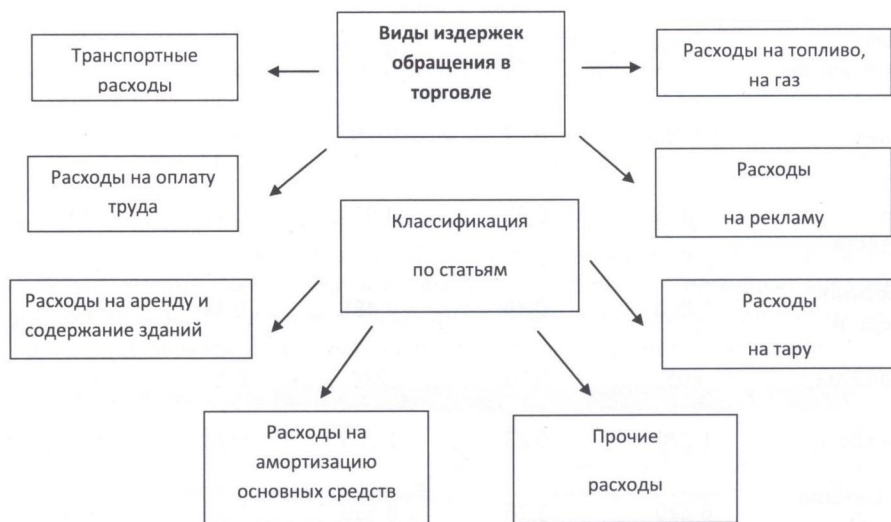 Виды издержек
обращения в
торговле
Транспортные
расходы
Расходы на топливо,
на газ
Расходы на оплату
труда
Расходы
на рекламу
Классификация
по статьям
Расходы на аренду и
содержание зданий
Расходы
на тару
Расходы на
амортизацию
основных средств
Прочие
расходы